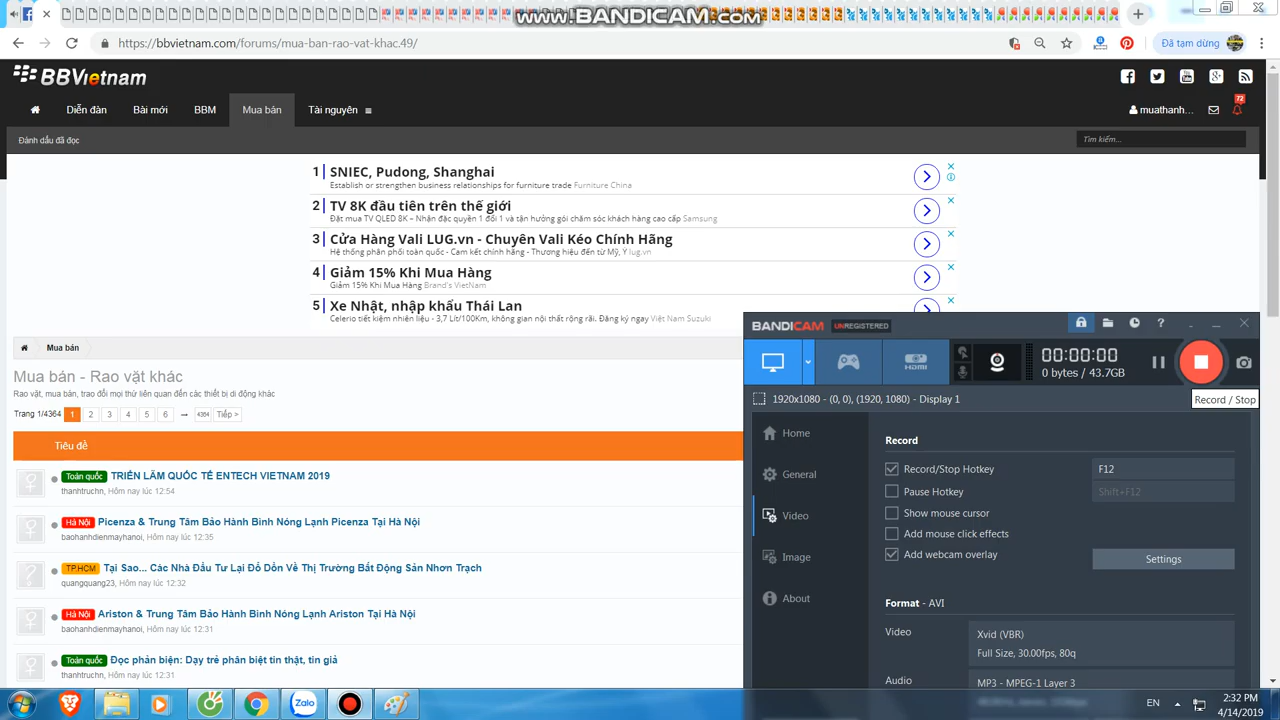 www.BANDICAM.com
https://bbvietnam.com/forums/mua-ban-rao-vat-khac.49/
Đã tạm dừng
BBVietnam
Diễn đàn
Bài mới
BBM
Mua bán
Tài nguyên
muathanh...
72
Đánh dấu đã đọc
Tìm kiếm...
1 SNIEC, Pudong, Shanghai
Establish or strengthen business relationships for furniture trade Furniture China
2 TV 8K đầu tiên trên thế giới
Đặt mua TV QLED 8K – Nhận đặc quyền 1 đổi 1 và tận hưởng gói chăm sóc khách hàng cao cấp Samsung
3 Cửa Hàng Vali LUG.vn - Chuyên Vali Kéo Chính Hãng
Hệ thống phân phối toàn quốc - Cam kết chính hãng - Thương hiệu đến từ Mỹ, Ý lug.vn
4 Giảm 15% Khi Mua Hàng
Giảm 15% Khi Mua Hàng Brand's VietNam
5 Xe Nhật, nhập khẩu Thái Lan
Celerio tiết kiệm nhiên liệu - 3,7 Lít/100Km, không gian nội thất rộng rãi. Đăng ký ngay Việt Nam Suzuki
Mua bán
Mua bán - Rao vặt khác
Rao vặt, mua bán, trao đổi mọi thứ liên quan đến các thiết bị di động khác
Trang 1/4364 1 2 3 4 5 6 → 4364 Tiếp >
Tiêu đề
Toàn quốc TRIỂN LÃM QUỐC TẾ ENTECH VIETNAM 2019
thanhtruchn, Hôm nay lúc 12:54
Hà Nội Picenza & Trung Tâm Bảo Hành Bình Nóng Lạnh Picenza Tại Hà Nội
baohanhdienmayhanoi, Hôm nay lúc 12:35
TP.HCM Tại Sao... Các Nhà Đầu Tư Lại Đổ Dồn Về Thị Trường Bất Động Sản Nhơn Trạch
quangquang23, Hôm nay lúc 12:32
Hà Nội Ariston & Trung Tâm Bảo Hành Bình Nóng Lạnh Ariston Tại Hà Nội
baohanhdienmayhanoi, Hôm nay lúc 12:31
Toàn quốc Đọc phản biện: Dạy trẻ phân biệt tin thật, tin giả
thanhtruchn, Hôm nay lúc 12:31
BANDICAM UNREGISTERED
HDMI
00:00:00
0 bytes / 43.7GB
Record / Stop
1920x1080 - (0, 0), (1920, 1080) - Display 1
Home
General
Video
Image
About
Record
Record/Stop Hotkey F12
Pause Hotkey Shift+F12
Show mouse cursor
Add mouse click effects
Add webcam overlay
Settings
Format - AVI
Video Xvid (VBR)
Full Size, 30.00fps, 80q
Audio MP3 - MPEG-1 Layer 3
Zalo
EN
2:32 PM
4/14/2019